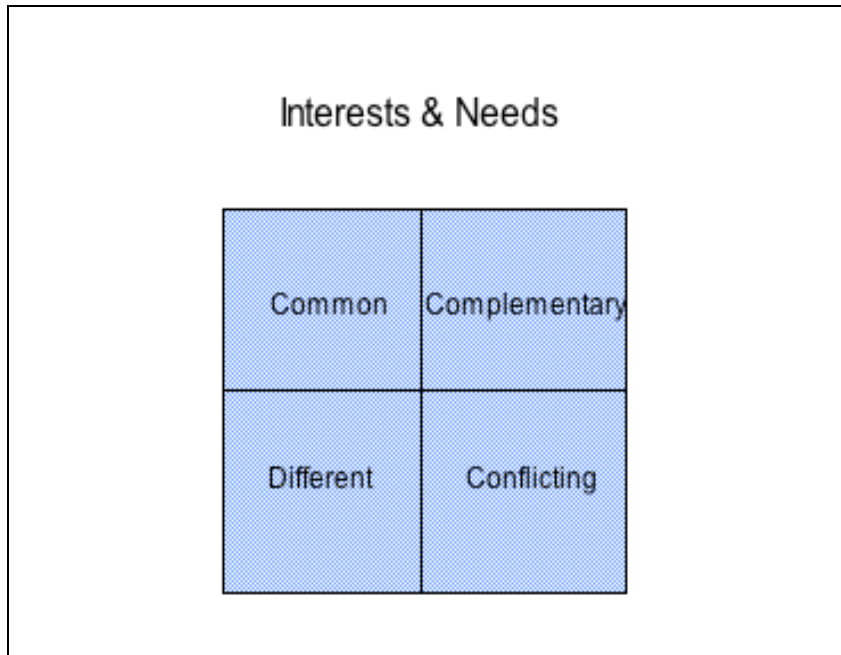 Interests & Needs
Common Complementary
Different Conflicting